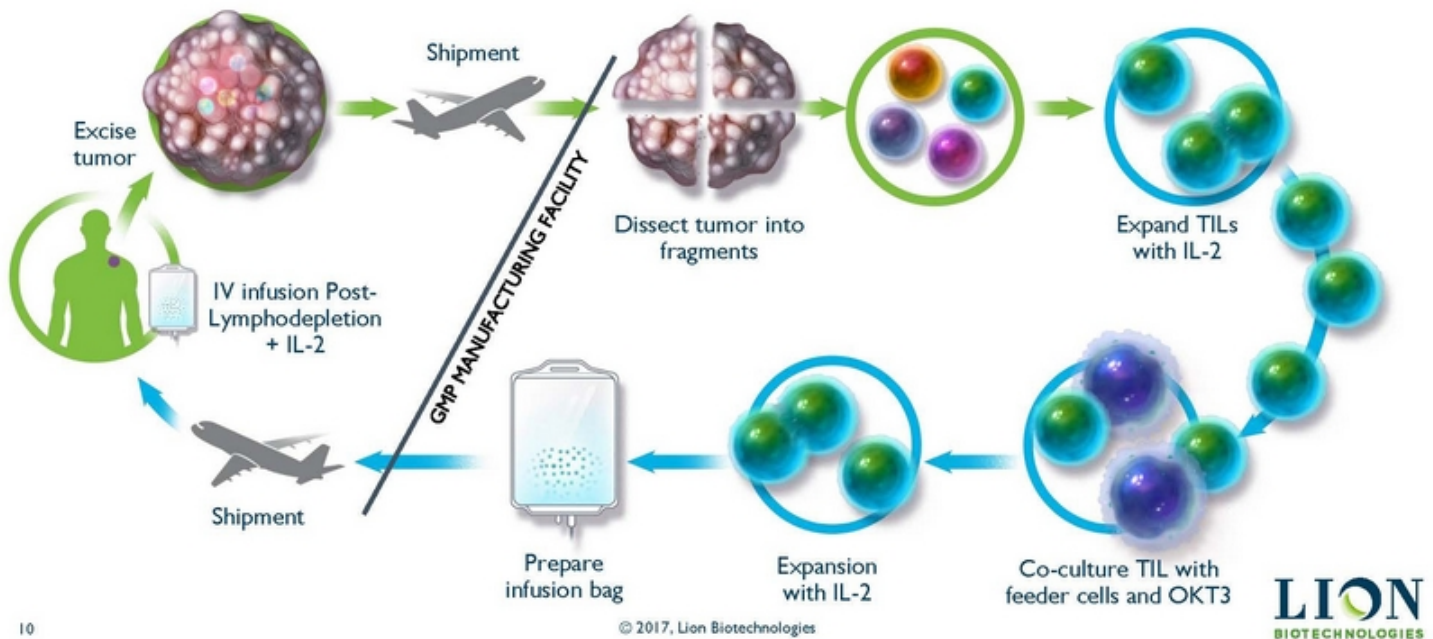 Shipment
Excise
tumor
GMP MANUFACTURING FACILITY
Dissect tumor into
fragments
Expand TILs
with IL-2
IV infusion Post-
Lymphodepletion
+ IL-2
Shipment
Prepare
infusion bag
Expansion
with IL-2
Co-culture TIL with
feeder cells and OKT3
10
© 2017, Lion Biotechnologies
LION
BIOTECHNOLOGIES